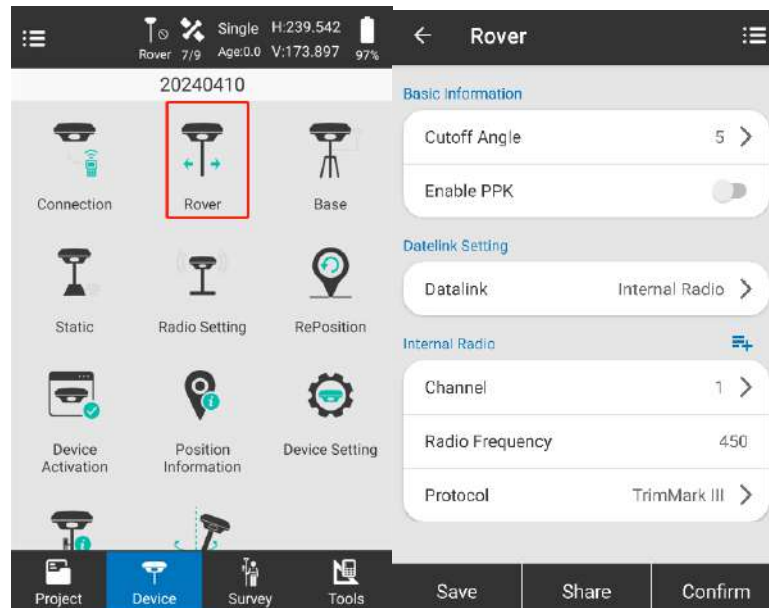 Single H:239.542
Rover 7/9 Age:0.0 V:173.897 97%
20240410
Connection
Rover
Base
Static
Radio Setting
RePosition
Device
Activation
Position
Information
Device Setting
Project
Device
Survey
Tools
Rover
Basic Information
Cutoff Angle 5
Enable PPK
Datelink Setting
Datalink Internal Radio
Internal Radio
Channel 1
Radio Frequency 450
Protocol TrimMark III
Save
Share
Confirm